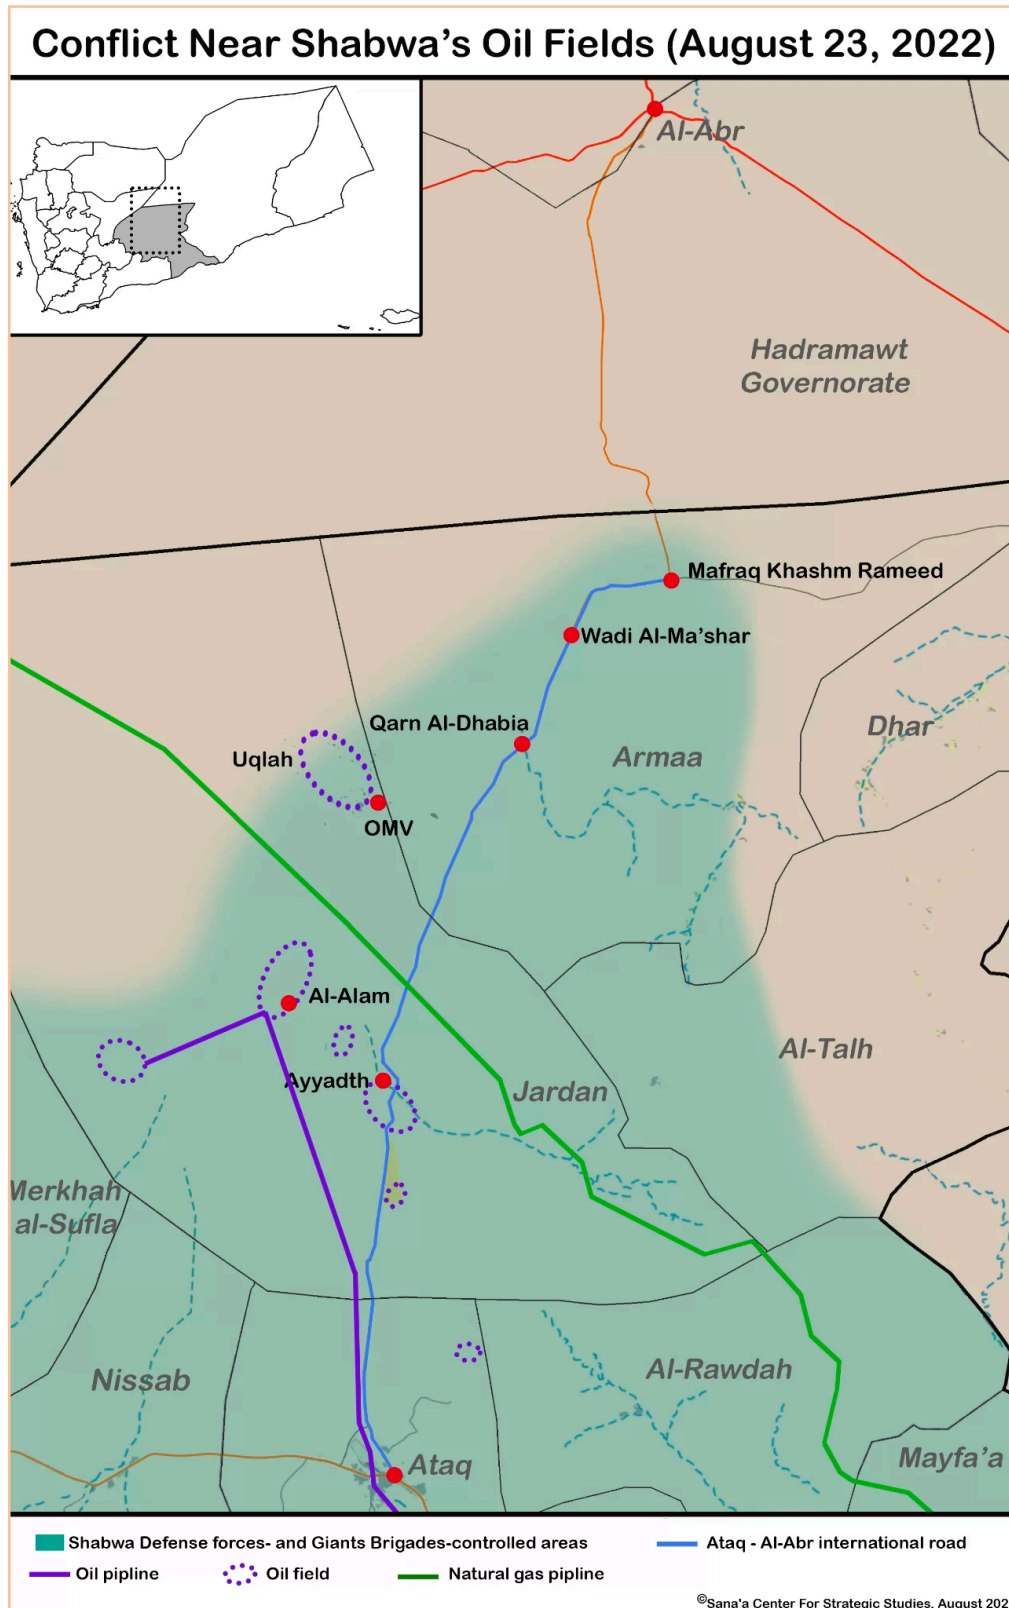 Conflict Near Shabwa's Oil Fields (August 23, 2022)
Al-Abr
Hadramawt
Governorate
Mafraq Khashm Rameed
Wadi Al-Ma'shar
Qarn Al-Dhabia
Dhar
Uqlah
Armaa
OMV
Al-Alam
Al-Talh
Ayyadth
Jardan
Merkhah
al-Sufla
Nissab
Al-Rawdah
Mayfa'a
Ataq
Shabwa Defense forces- and Giants Brigades-controlled areas
Ataq - Al-Abr international road
Oil pipline
Oil field
Natural gas pipline
©Sana'a Center For Strategic Studies, August 202